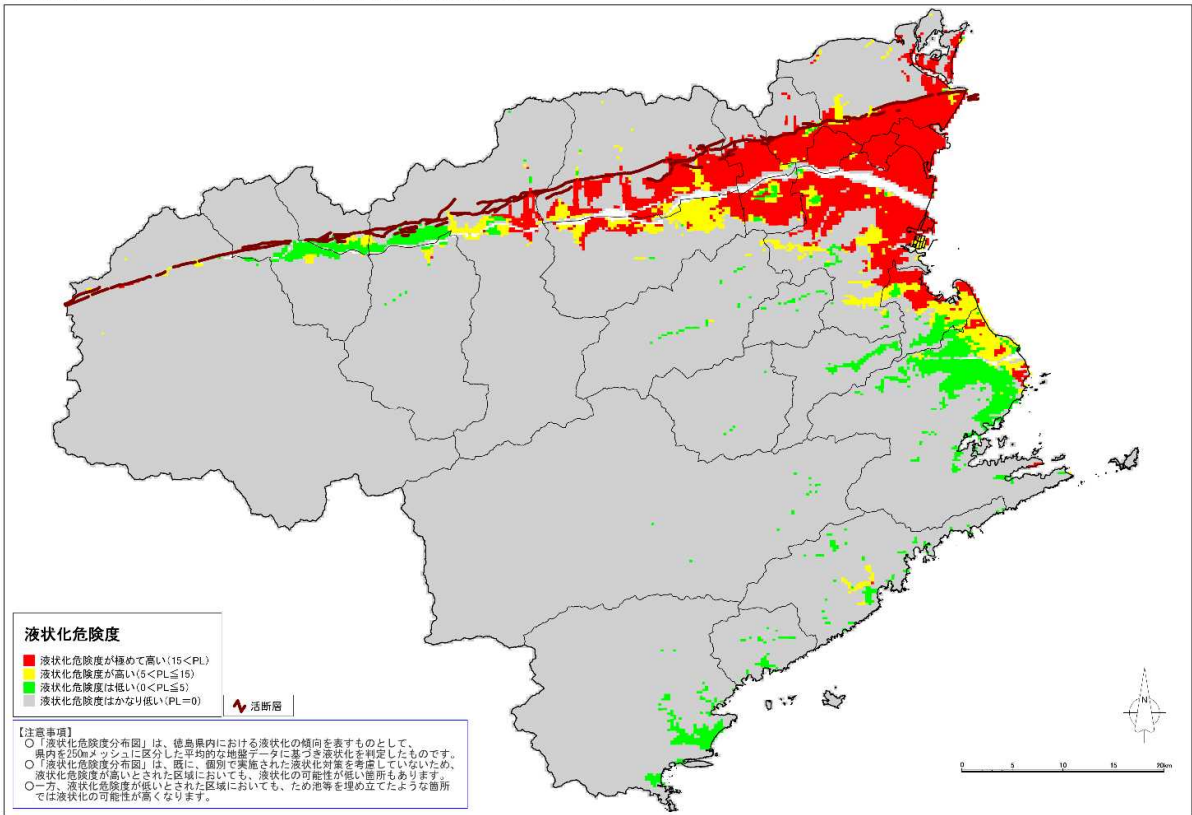 液状化危険度
液状化危険度が極めて高い(15<PL)
液状化危険度が高い(5<PL≦15)
液状化危険度は低い(0<PL≦5)
液状化危険度はかなり低い(PL=0)
活断層
【注意事項】
○「液状化危険度分布図」は、徳島県内における液状化の傾向を表すものとして、
県内を250mメッシュに区分した平均的な地盤データに基づき液状化を判定したものです。
○「液状化危険度分布図」は、既に、個別で実施された液状化対策を考慮していないため、
液状化危険度が高いとされた区域においても、液状化の可能性が低い箇所もあります。
○一方、液状化危険度が低いとされた区域においても、ため池等を埋め立てたような箇所
では液状化の可能性が高くなります。
N
0 5 10 15 20km